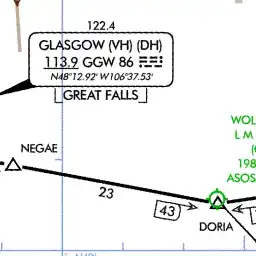 122.4
GLASGOW (VH) (DH)
113.9 GGW 86
N48°12.92' W106°37.53'
GREAT FALLS
NEGAE
23
43
DORIA
WOL
L M
(
198
ASOS